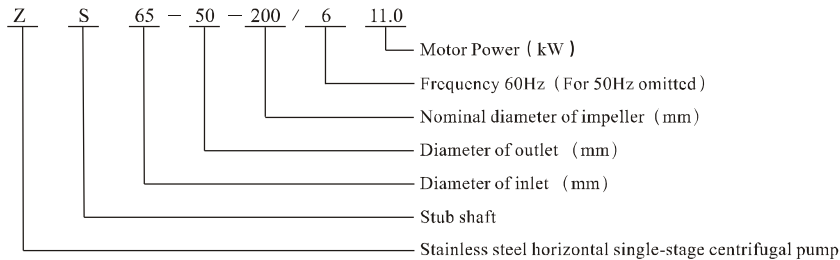 Z S 65 - 50 - 200 / 6 11.0
Motor Power ( kW )
Frequency 60Hz (For 50Hz omitted)
Nominal diameter of impeller (mm)
Diameter of outlet (mm)
Diameter of inlet (mm)
Stub shaft
Stainless steel horizontal single-stage centrifugal pump